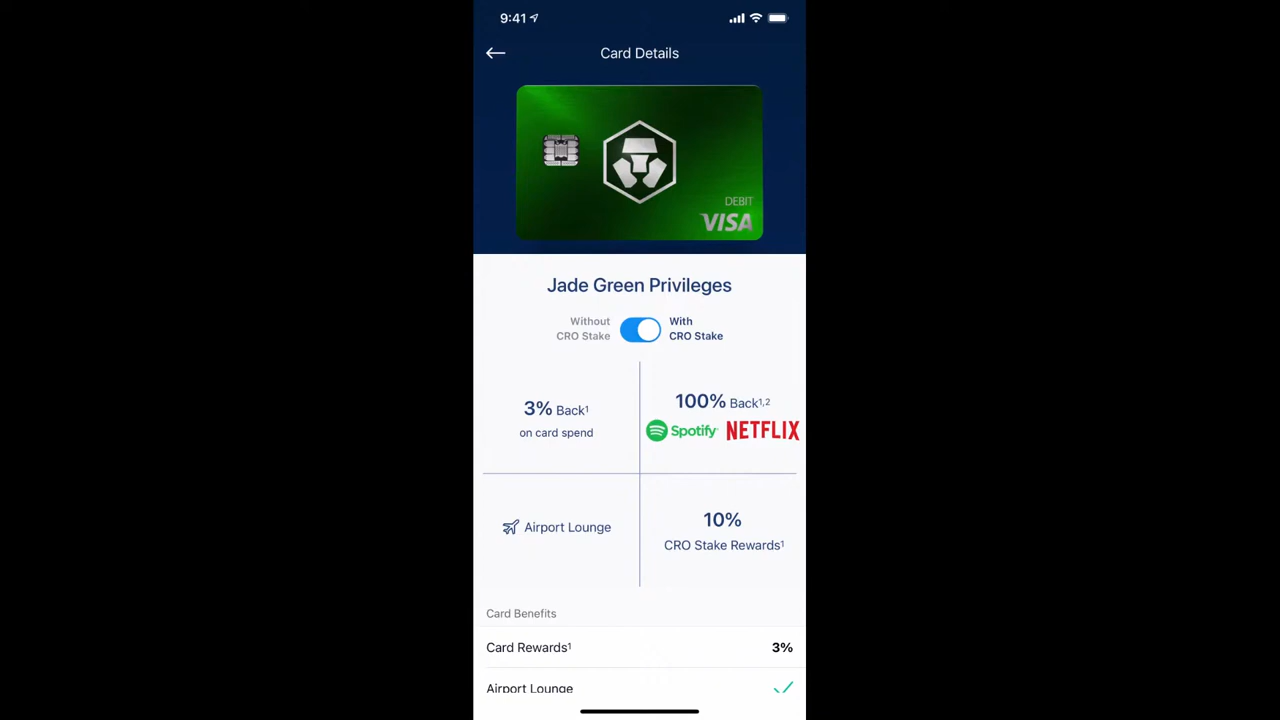 9:41
Card Details
DEBIT
VISA
Jade Green Privileges
Without
CRO Stake
With
CRO Stake
3% Back¹
on card spend
100% Back¹,²
Spotify NETFLIX
Airport Lounge
10%
CRO Stake Rewards¹
Card Benefits
Card Rewards¹ 3%
Airport Lounge